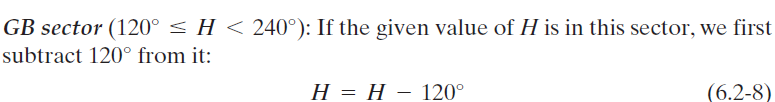 GB sector (120° ≤ H < 240°): If the given value of H is in this sector, we first
subtract 120° from it:
H = H − 120° (6.2-8)